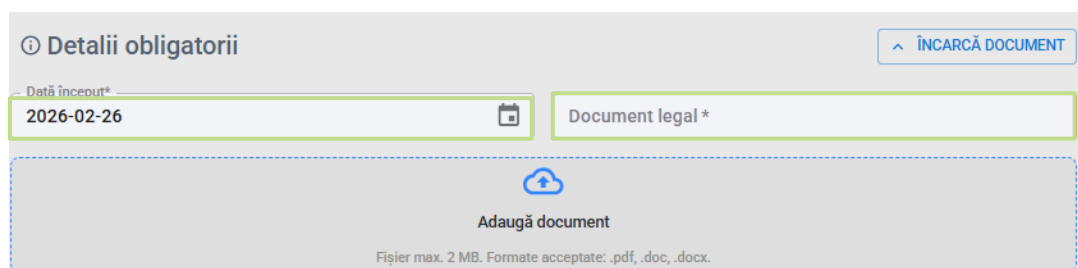 Detalii obligatorii
ÎNCARCĂ DOCUMENT
Dată început*
2026-02-26
Document legal *
Adaugă document
Fișier max. 2 MB. Formate acceptate: .pdf, .doc, .docx.